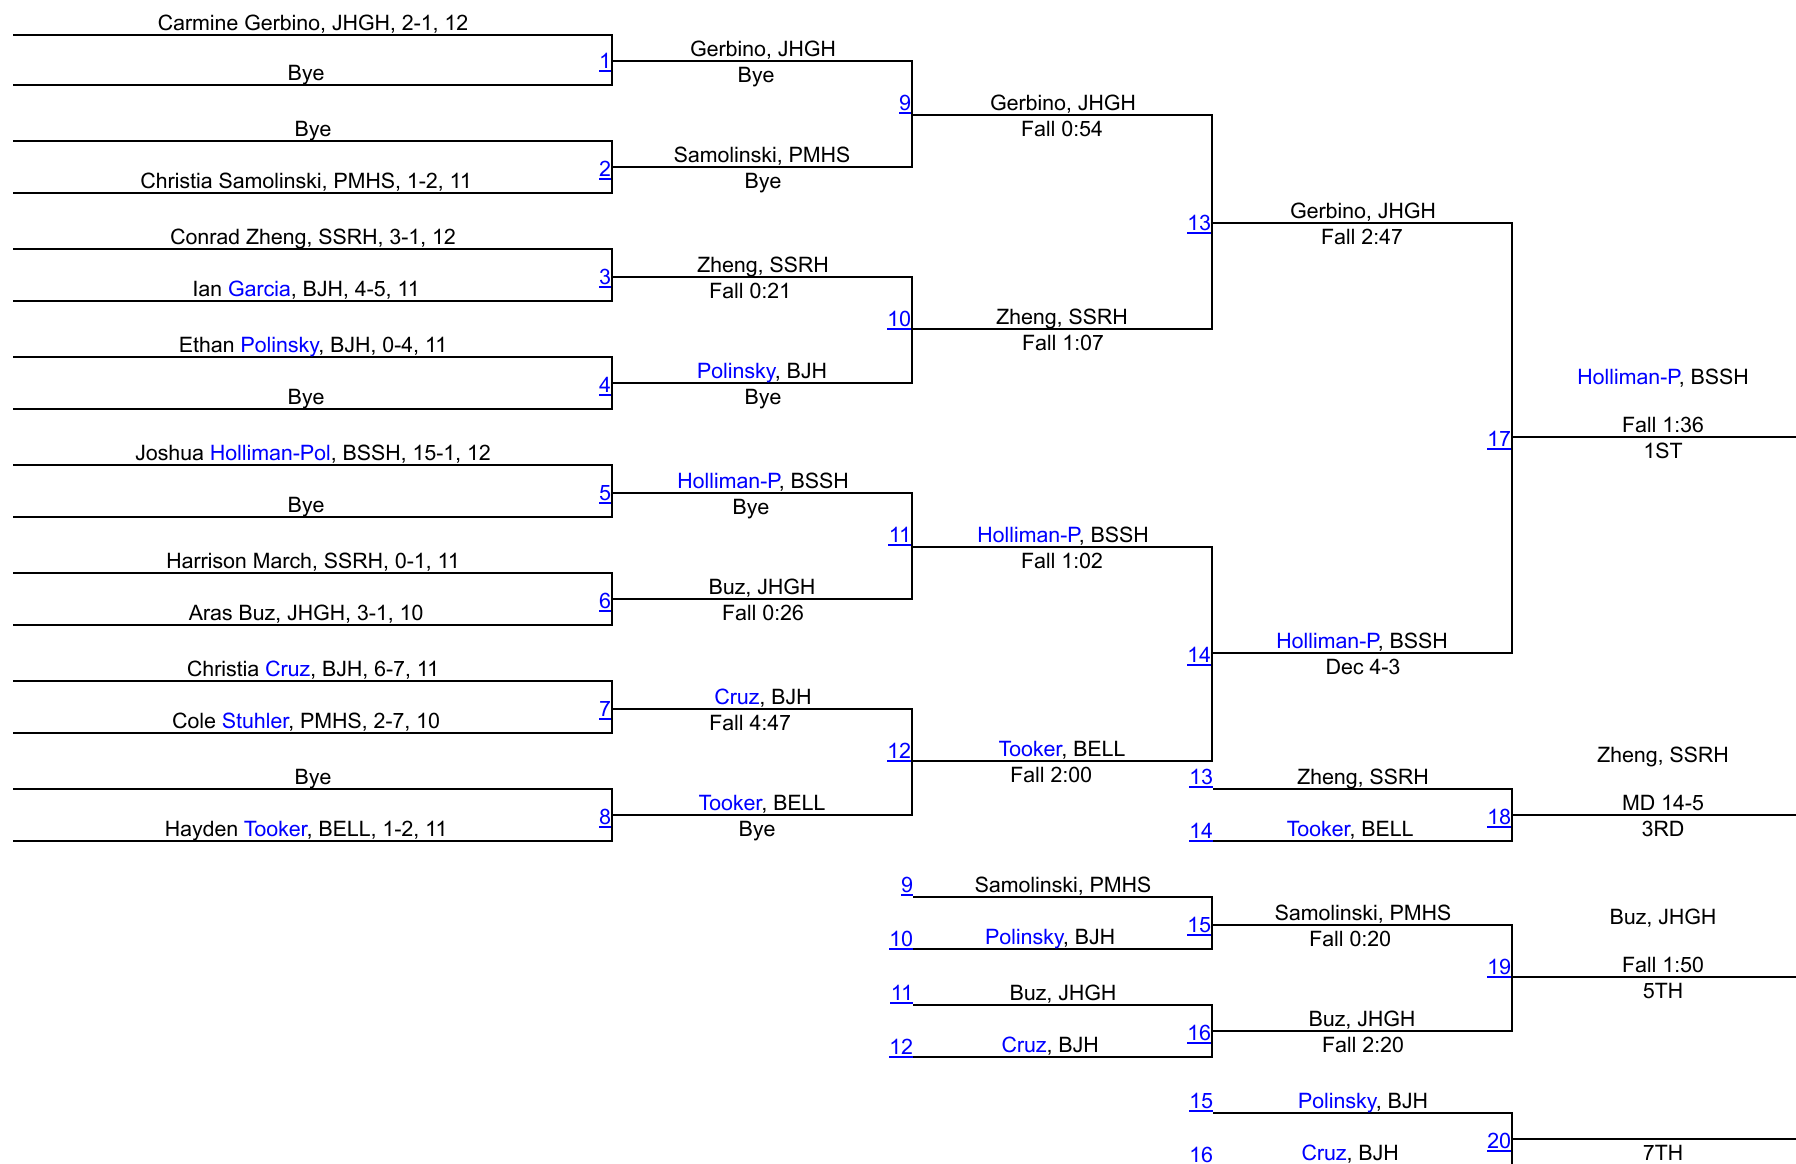 Carmine Gerbino, JHGH, 2-1, 12
1
Bye
Gerbino, JHGH
Bye
9
Bye
2
Christia Samolinski, PMHS, 1-2, 11
Samolinski, PMHS
Bye
Gerbino, JHGH
Fall 0:54
13
Conrad Zheng, SSRH, 3-1, 12
3
Ian Garcia, BJH, 4-5, 11
Zheng, SSRH
Fall 0:21
10
Ethan Polinsky, BJH, 0-4, 11
4
Bye
Polinsky, BJH
Bye
Zheng, SSRH
Fall 1:07
Gerbino, JHGH
Fall 2:47
17
Joshua Holliman-Pol, BSSH, 15-1, 12
5
Bye
Holliman-P, BSSH
Bye
11
Harrison March, SSRH, 0-1, 11
6
Aras Buz, JHGH, 3-1, 10
Buz, JHGH
Fall 0:26
Holliman-P, BSSH
Fall 1:02
14
Christia Cruz, BJH, 6-7, 11
7
Cole Stuhler, PMHS, 2-7, 10
Cruz, BJH
Fall 4:47
12
Bye
8
Hayden Tooker, BELL, 1-2, 11
Tooker, BELL
Bye
Tooker, BELL
Fall 2:00
Holliman-P, BSSH
Dec 4-3
Holliman-P, BSSH
Fall 1:36
1ST
13
Zheng, SSRH
14
Tooker, BELL
18
Zheng, SSRH
MD 14-5
3RD
9
Samolinski, PMHS
10
Polinsky, BJH
15
Samolinski, PMHS
Fall 0:20
11
Buz, JHGH
12
Cruz, BJH
16
Buz, JHGH
Fall 2:20
19
Buz, JHGH
Fall 1:50
5TH
15
Polinsky, BJH
16
Cruz, BJH
20
7TH